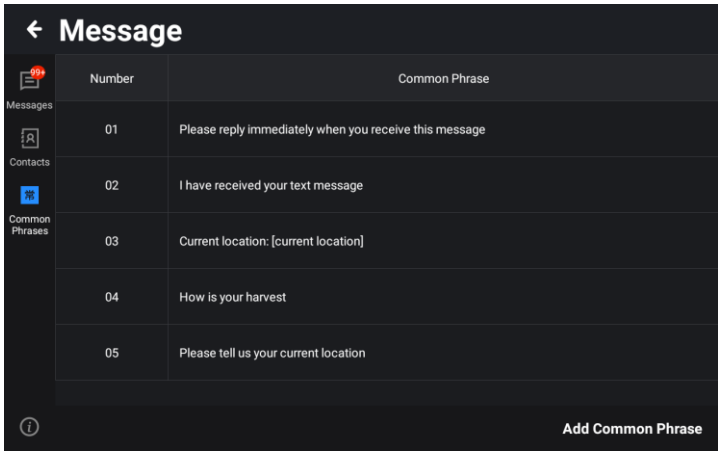 Message
99+
Messages
Contacts
常
Common
Phrases
Number Common Phrase
01 Please reply immediately when you receive this message
02 I have received your text message
03 Current location: [current location]
04 How is your harvest
05 Please tell us your current location
i
Add Common Phrase